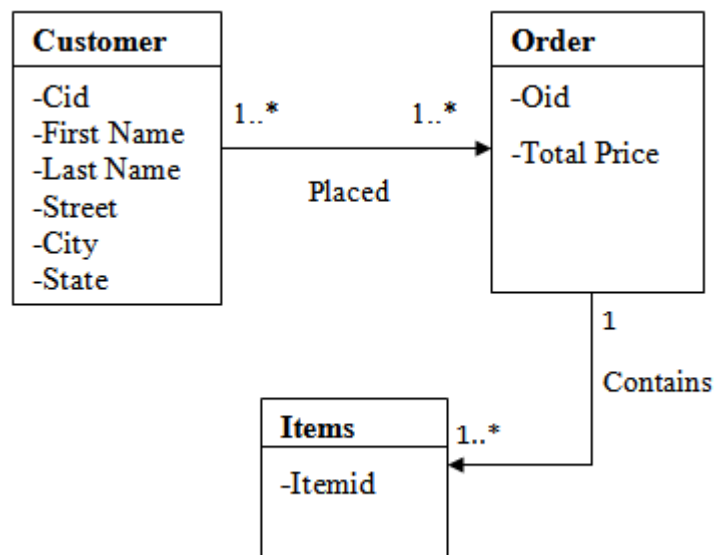 Customer
-Cid
-First Name
-Last Name
-Street
-City
-State
1..*
1..*
Placed
Order
-Oid
-Total Price
1
Contains
1..*
Items
-Itemid